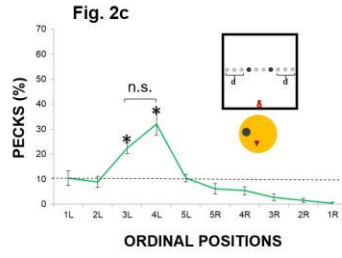 Fig. 2c
70
60
50
40
30
20
10
0
PECKS (%)
n.s.
*
*
d
d
1L 2L 3L 4L 5L 5R 4R 3R 2R 1R
ORDINAL POSITIONS